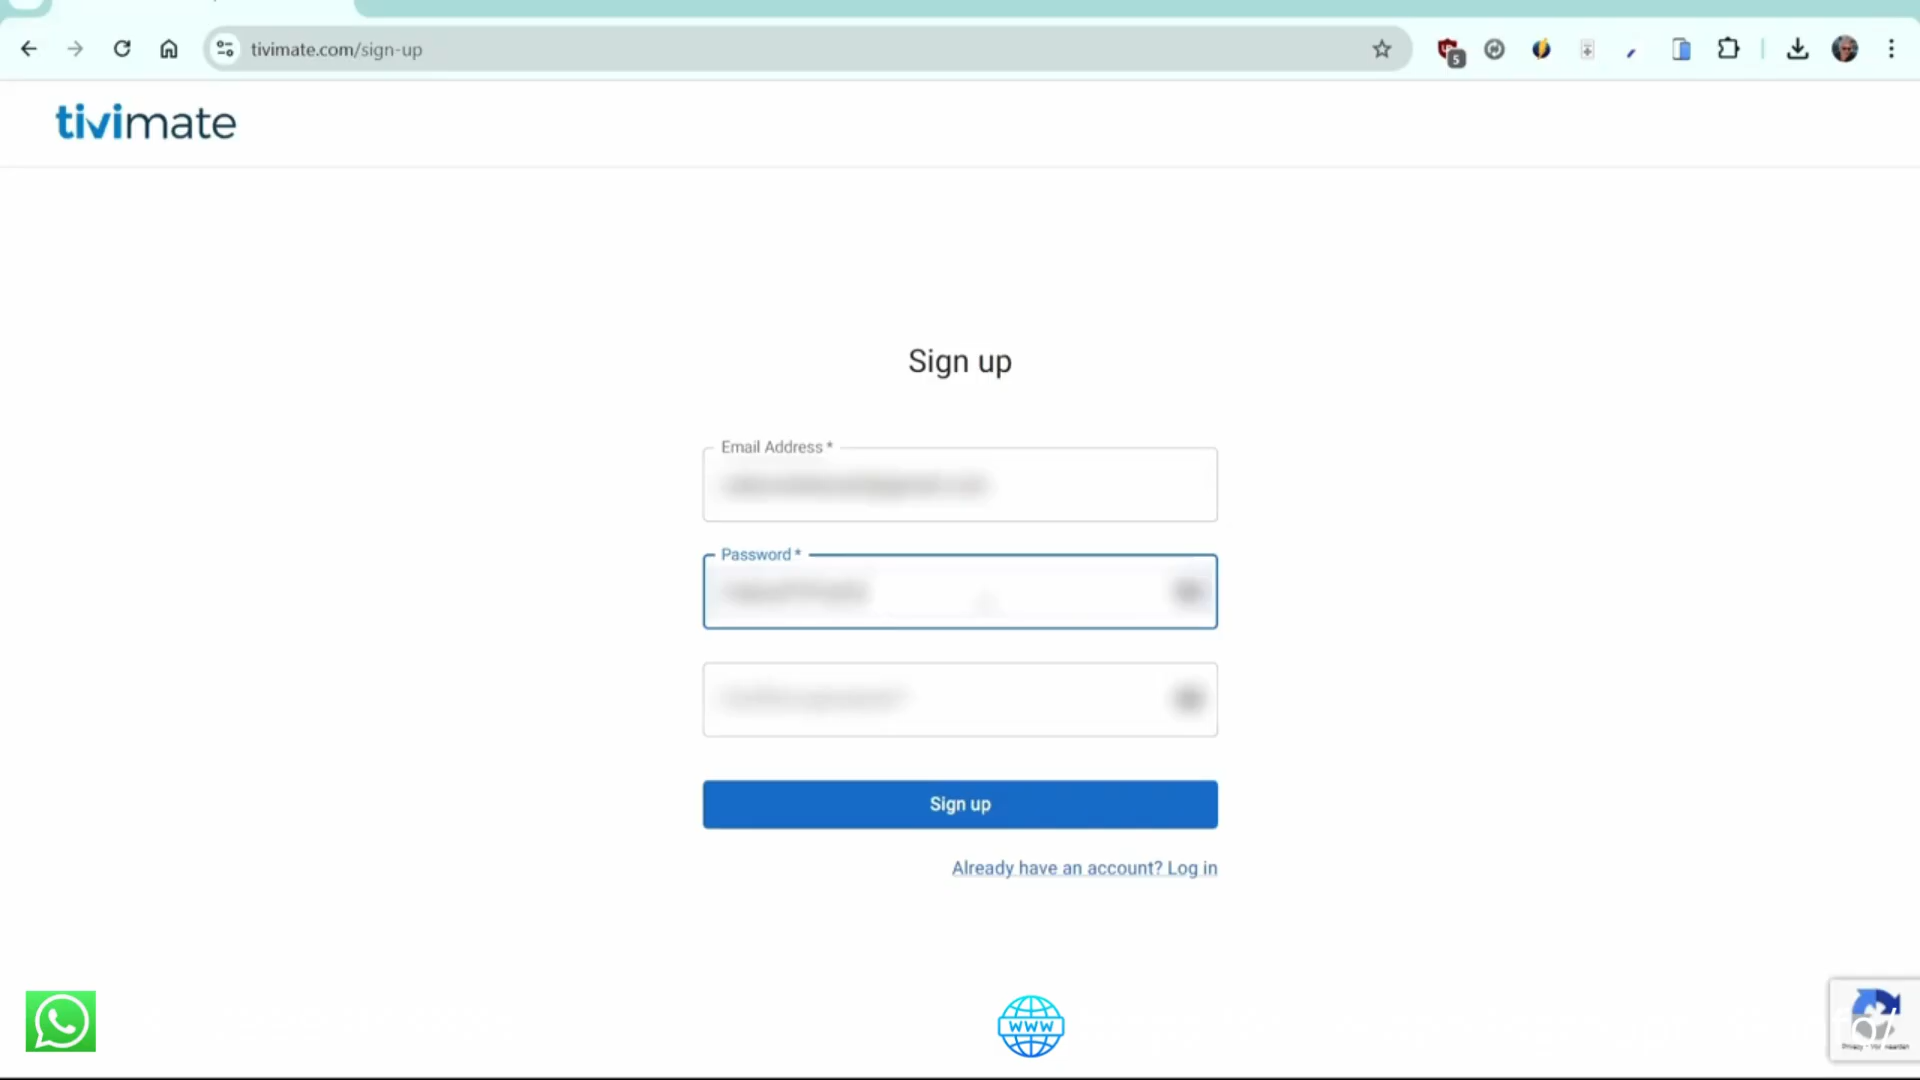 tivimate.com/sign-up
5
tivimate
Sign up
Email Address *
Password *
Sign up
Already have an account? Log in
www